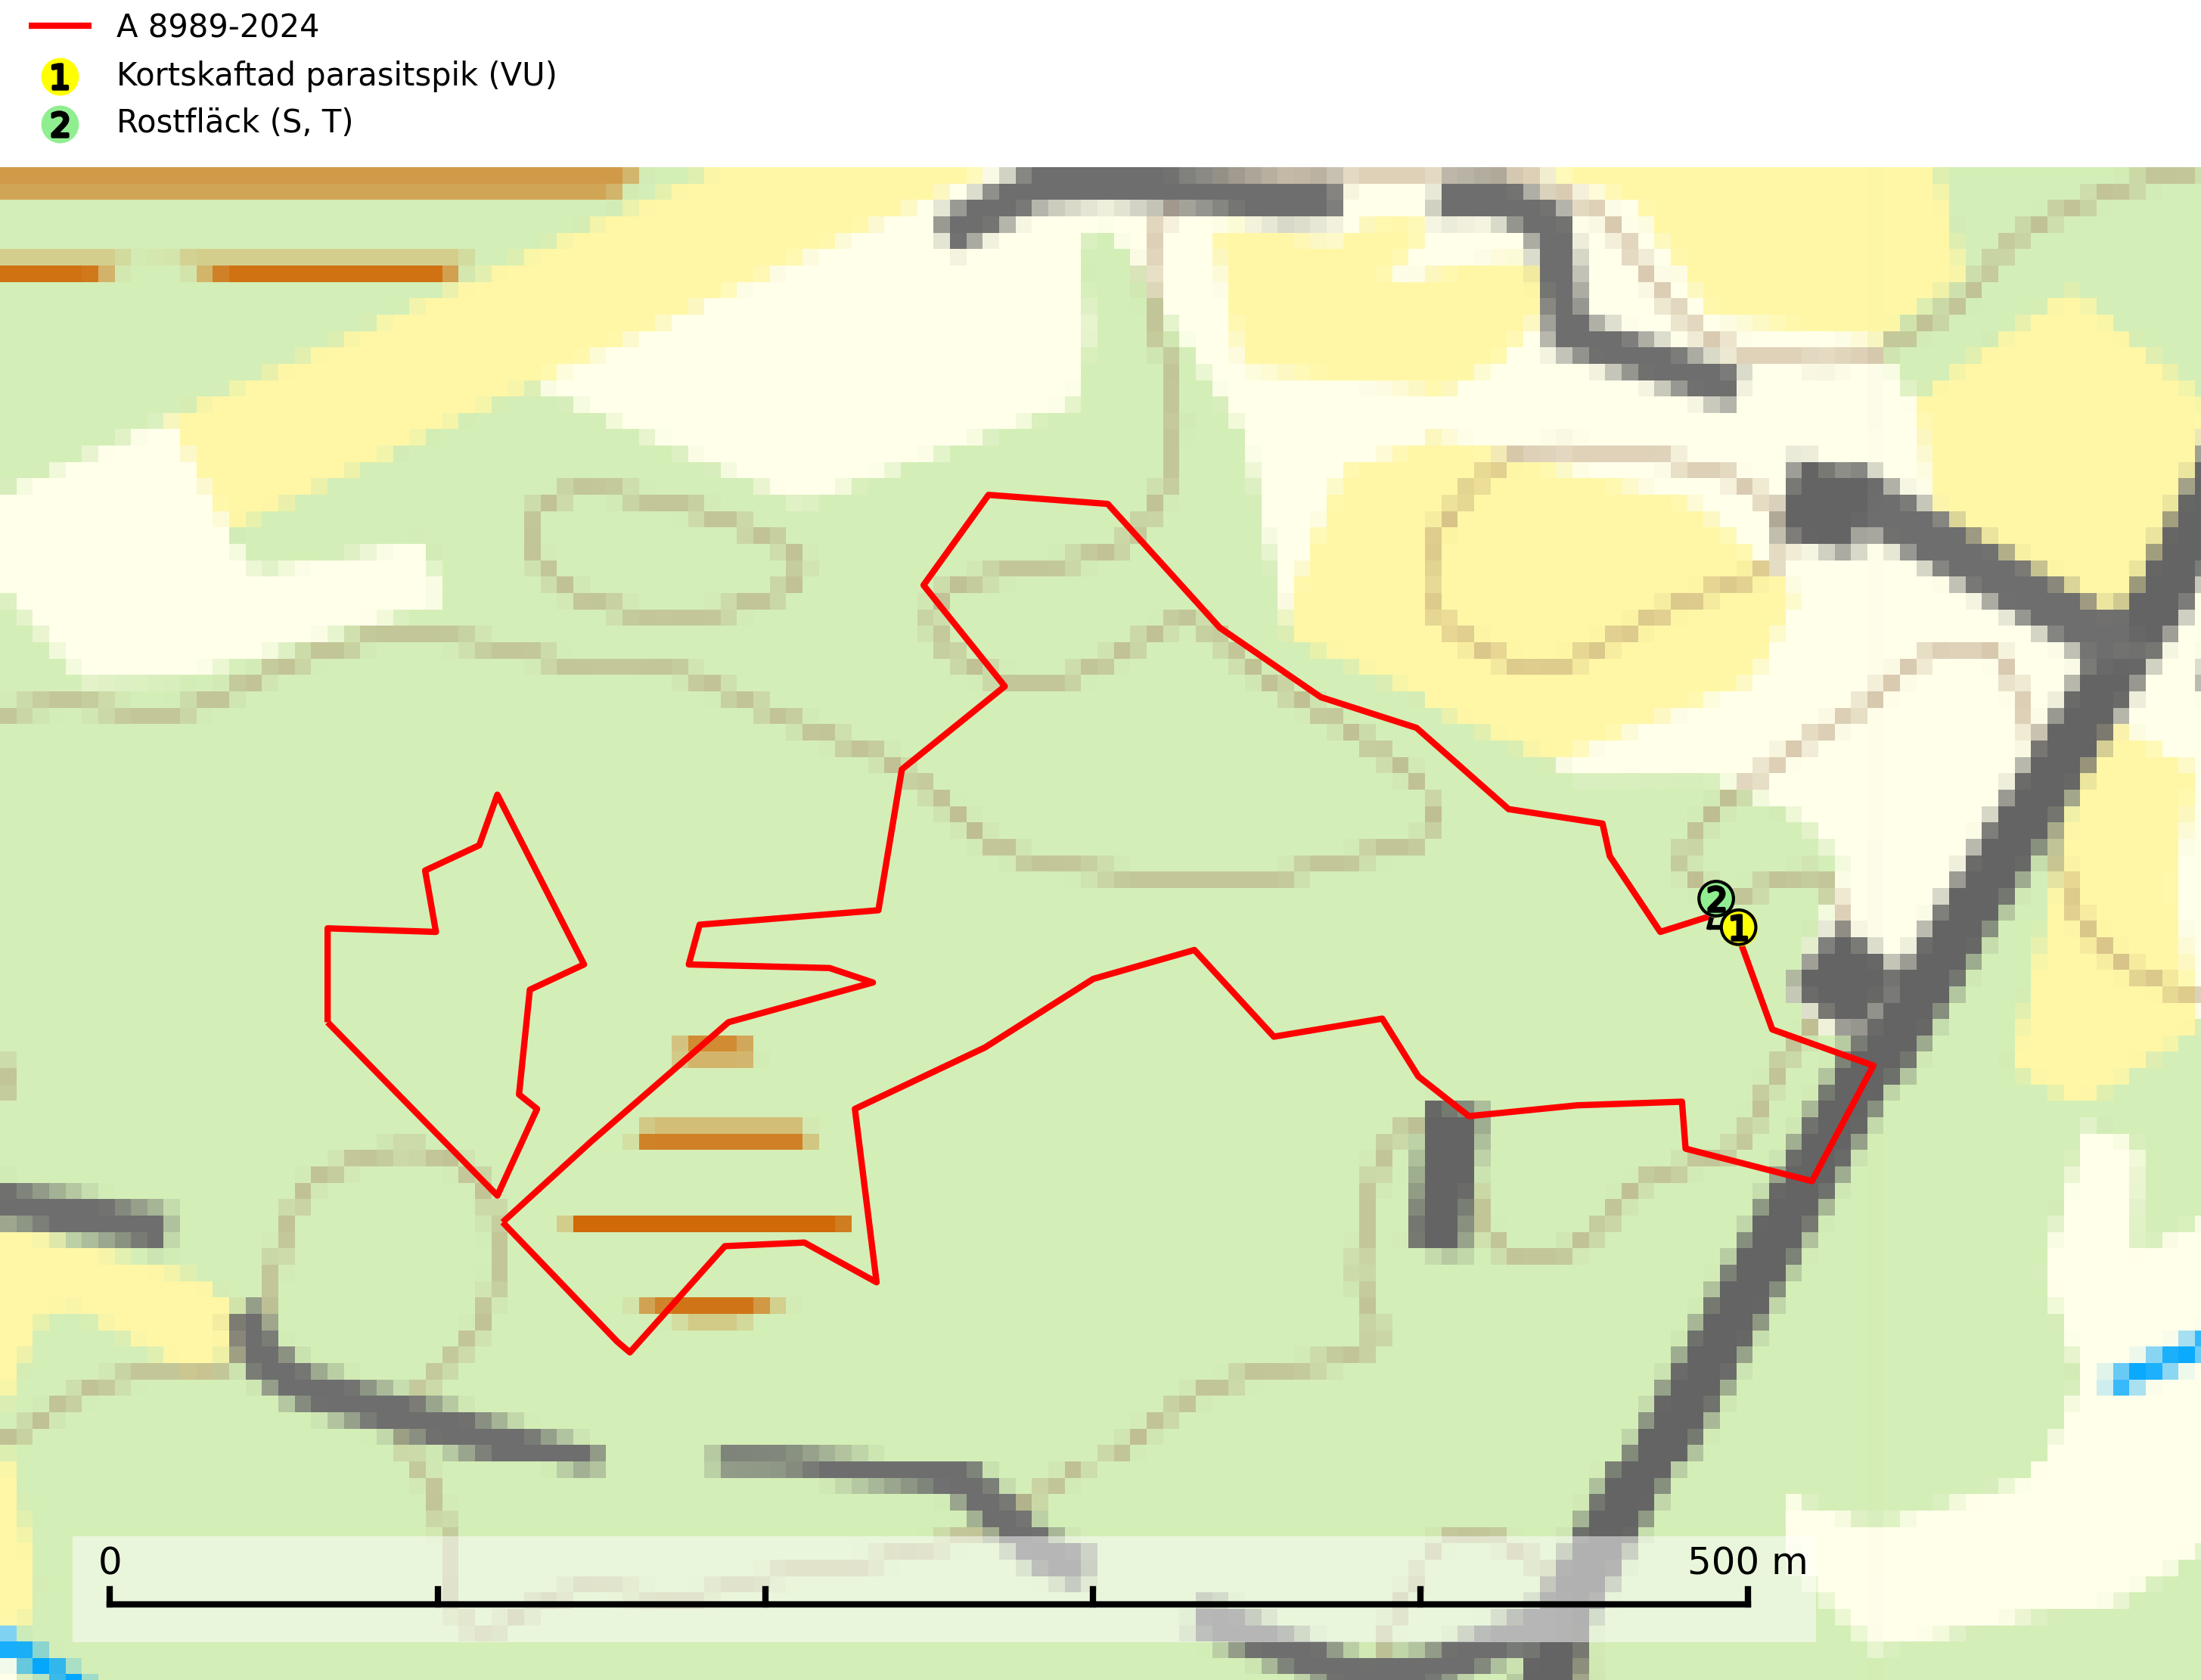 A 8989-2024
1 Kortskaftad parasitspik (VU)
2 Rostfläck (S, T)
2
1
0 500 m